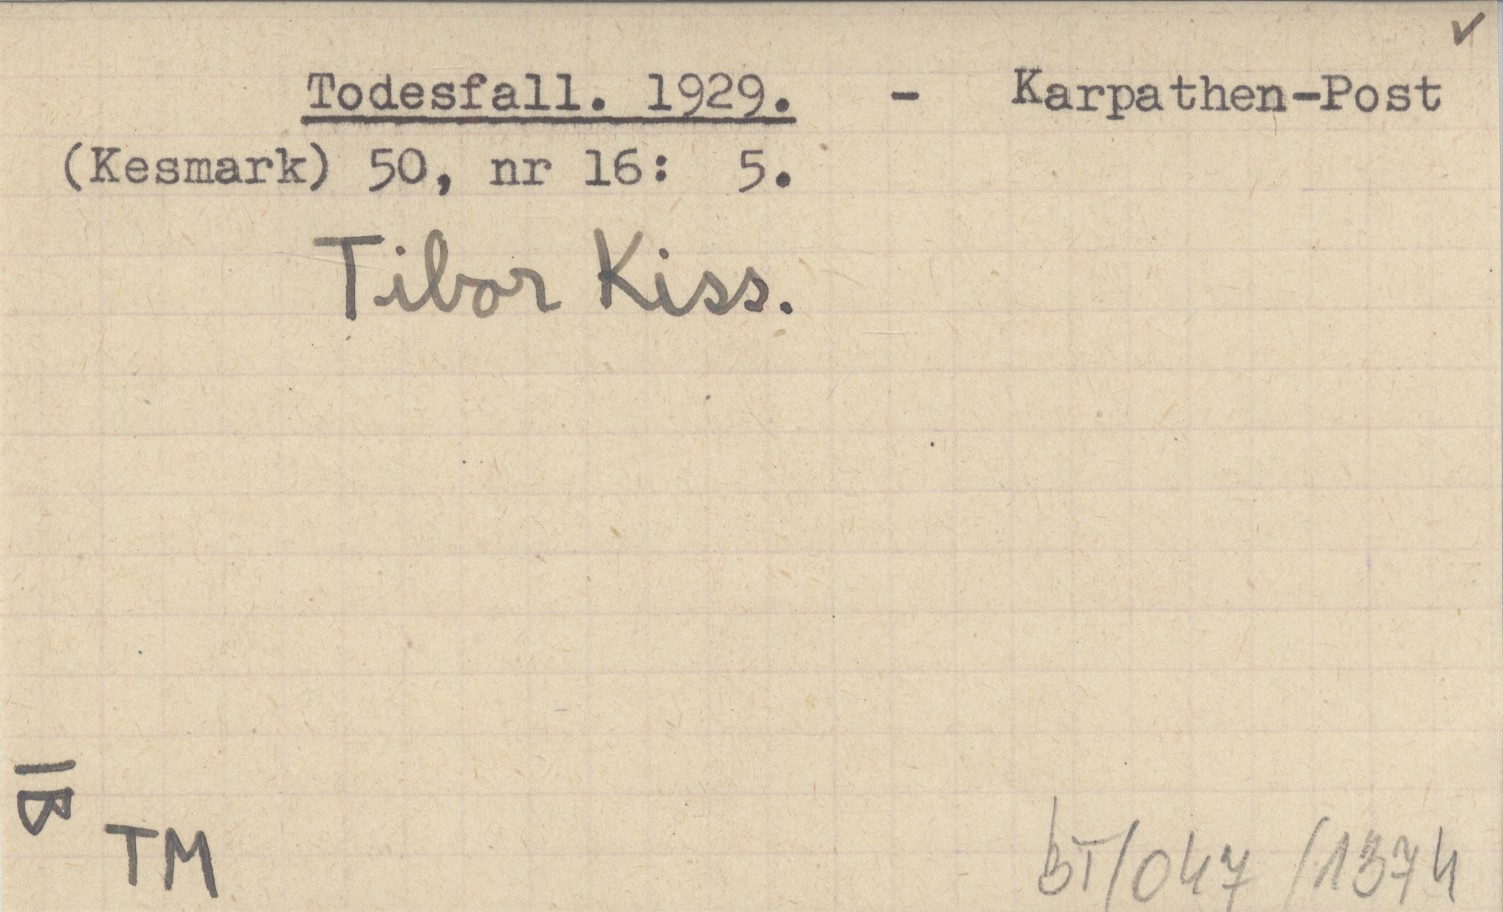 Todesfall. 1929. - Karpathen-Post
(Kesmark) 50, nr 16: 5.
Tibor Kiss.
IB
TM
BT/047/1374